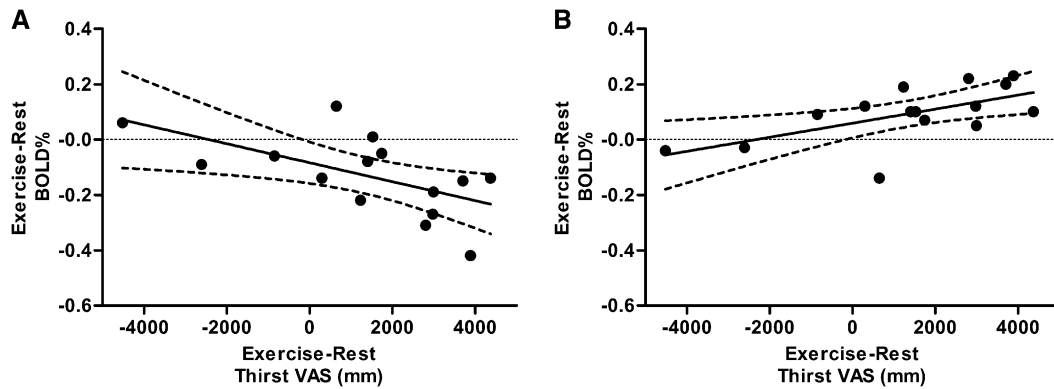 A
Exercise-Rest
BOLD%
0.4
0.2
-0.0
-0.2
-0.4
-0.6
-4000 -2000 0 2000 4000
Exercise-Rest
Thirst VAS (mm)
B
Exercise-Rest
BOLD%
0.4
0.2
-0.0
-0.2
-0.4
-0.6
-4000 -2000 0 2000 4000
Exercise-Rest
Thirst VAS (mm)